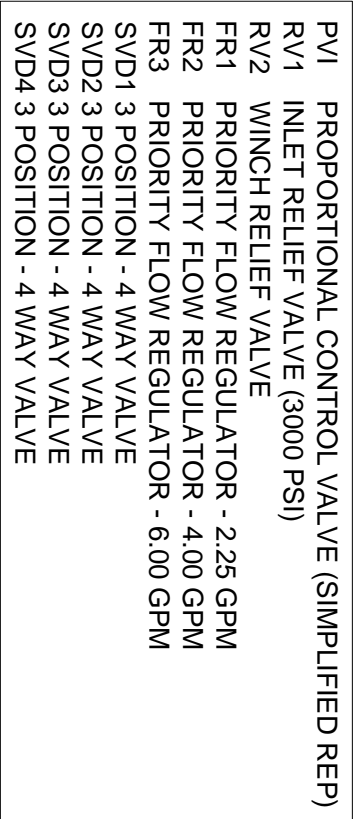 PVI PROPORTIONAL CONTROL VALVE (SIMPLIFIED REP)
RV1 INLET RELIEF VALVE (3000 PSI)
RV2 WINCH RELIEF VALVE
FR1 PRIORITY FLOW REGULATOR - 2.25 GPM
FR2 PRIORITY FLOW REGULATOR - 4.00 GPM
FR3 PRIORITY FLOW REGULATOR - 6.00 GPM
SVD1 3 POSITION - 4 WAY VALVE
SVD2 3 POSITION - 4 WAY VALVE
SVD3 3 POSITION - 4 WAY VALVE
SVD4 3 POSITION - 4 WAY VALVE